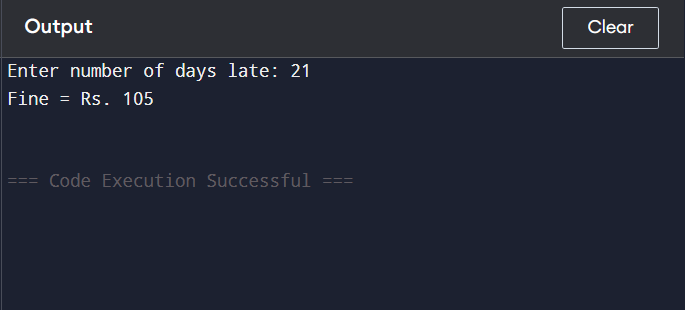 Output
Clear
Enter number of days late: 21
Fine = Rs. 105
=== Code Execution Successful ===